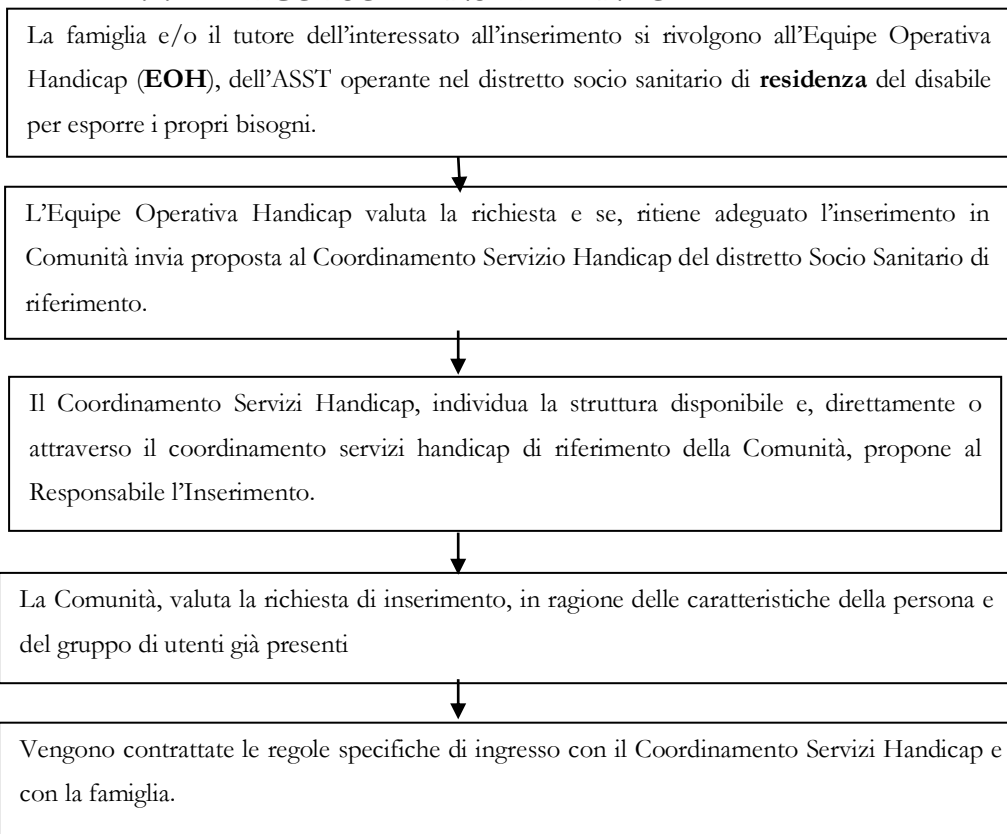 La famiglia e/o il tutore dell'interessato all'inserimento si rivolgono all'Equipe Operativa
Handicap (EOH), dell'ASST operante nel distretto socio sanitario di residenza del disabile
per esporre i propri bisogni.
L'Equipe Operativa Handicap valuta la richiesta e se, ritiene adeguato l'inserimento in
Comunità invia proposta al Coordinamento Servizio Handicap del distretto Socio Sanitario di
riferimento.
Il Coordinamento Servizi Handicap, individua la struttura disponibile e, direttamente o
attraverso il coordinamento servizi handicap di riferimento della Comunità, propone al
Responsabile l'Inserimento.
La Comunità, valuta la richiesta di inserimento, in ragione delle caratteristiche della persona e
del gruppo di utenti già presenti
Vengono contrattate le regole specifiche di ingresso con il Coordinamento Servizi Handicap e
con la famiglia.